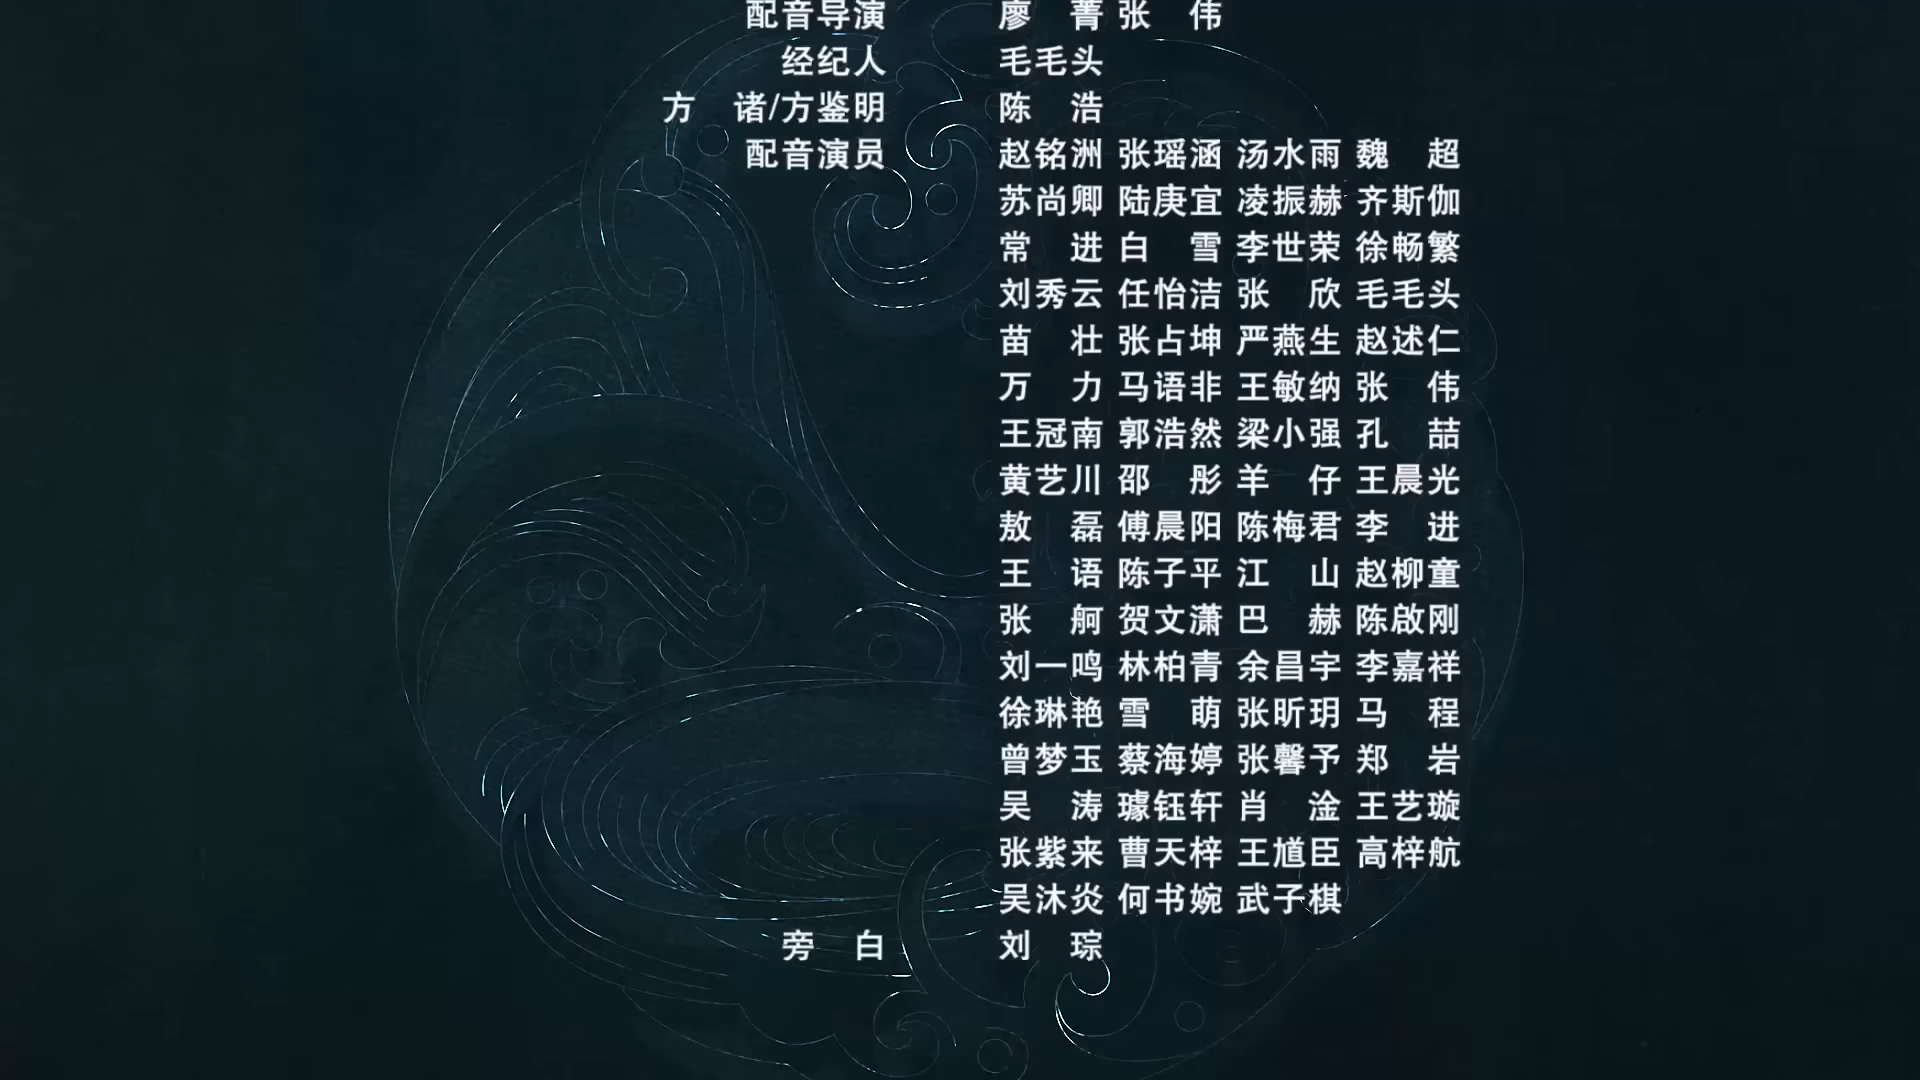 配音导演 廖菁 张伟
经纪人 毛毛头
方诸/方鉴明 陈浩
配音演员 赵铭洲 张瑶涵 汤水雨 魏超
苏尚卿 陆庚宜 凌振赫 齐斯伽
常进 白雪 李世荣 徐畅繁
刘秀云 任怡洁 张欣 毛毛头
苗壮 张占坤 严燕生 赵述仁
万力 马语非 王敏纳 张伟
王冠南 郭浩然 梁小强 孔喆
黄艺川 邵彤 羊仔 王晨光
敖磊 傅晨阳 陈梅君 李进
王语 陈子平 江山 赵柳童
张舸 贺文潇 巴赫 陈啟刚
刘一鸣 林柏青 余昌宇 李嘉祥
徐琳艳 雪萌 张昕玥 马程
曾梦玉 蔡海婷 张馨予 郑岩
吴涛 璩钰轩 肖淦 王艺璇
张紫来 曹天梓 王馗臣 高梓航
吴沐炎 何书婉 武子棋
旁白 刘琮